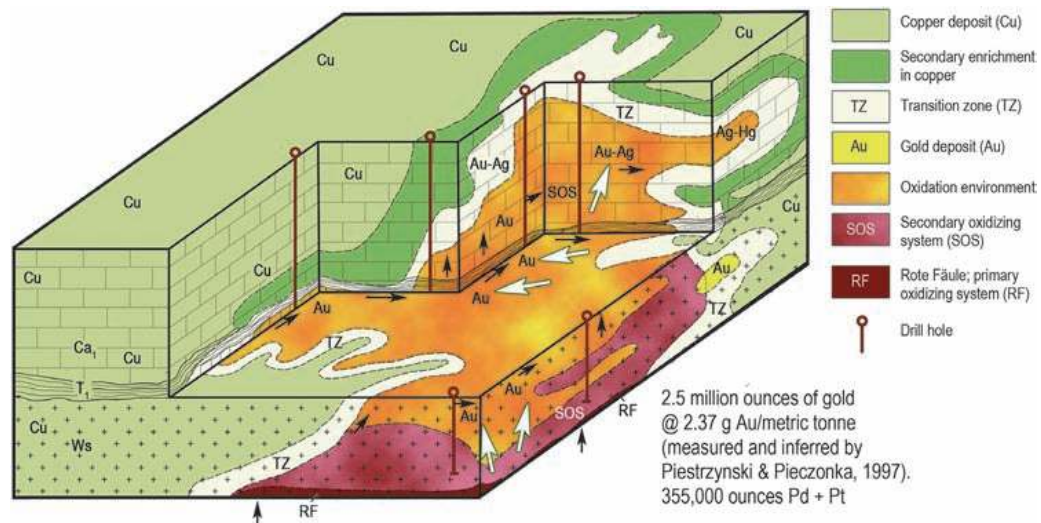 Cu
Cu
Cu
Cu
Cu
TZ
Ag-Hg
Au-Ag
Au-Ag
Cu
SOS
Cu
Au
Cu
Cu
Au
Au
Au
Au
TZ
TZ
Ca1
Cu
T1
Au
Au
Cu
Ws
SOS
RF
TZ
RF
Copper deposit (Cu)
Secondary enrichment
in copper
TZ
Transition zone (TZ)
Au
Gold deposit (Au)
Oxidation environment
SOS
Secondary oxidizing
system (SOS)
RF
Rote Fäule; primary
oxidizing system (RF)
Drill hole
2.5 million ounces of gold
@ 2.37 g Au/metric tonne
(measured and inferred by
Piestrzynski & Pieczonka, 1997).
355,000 ounces Pd + Pt